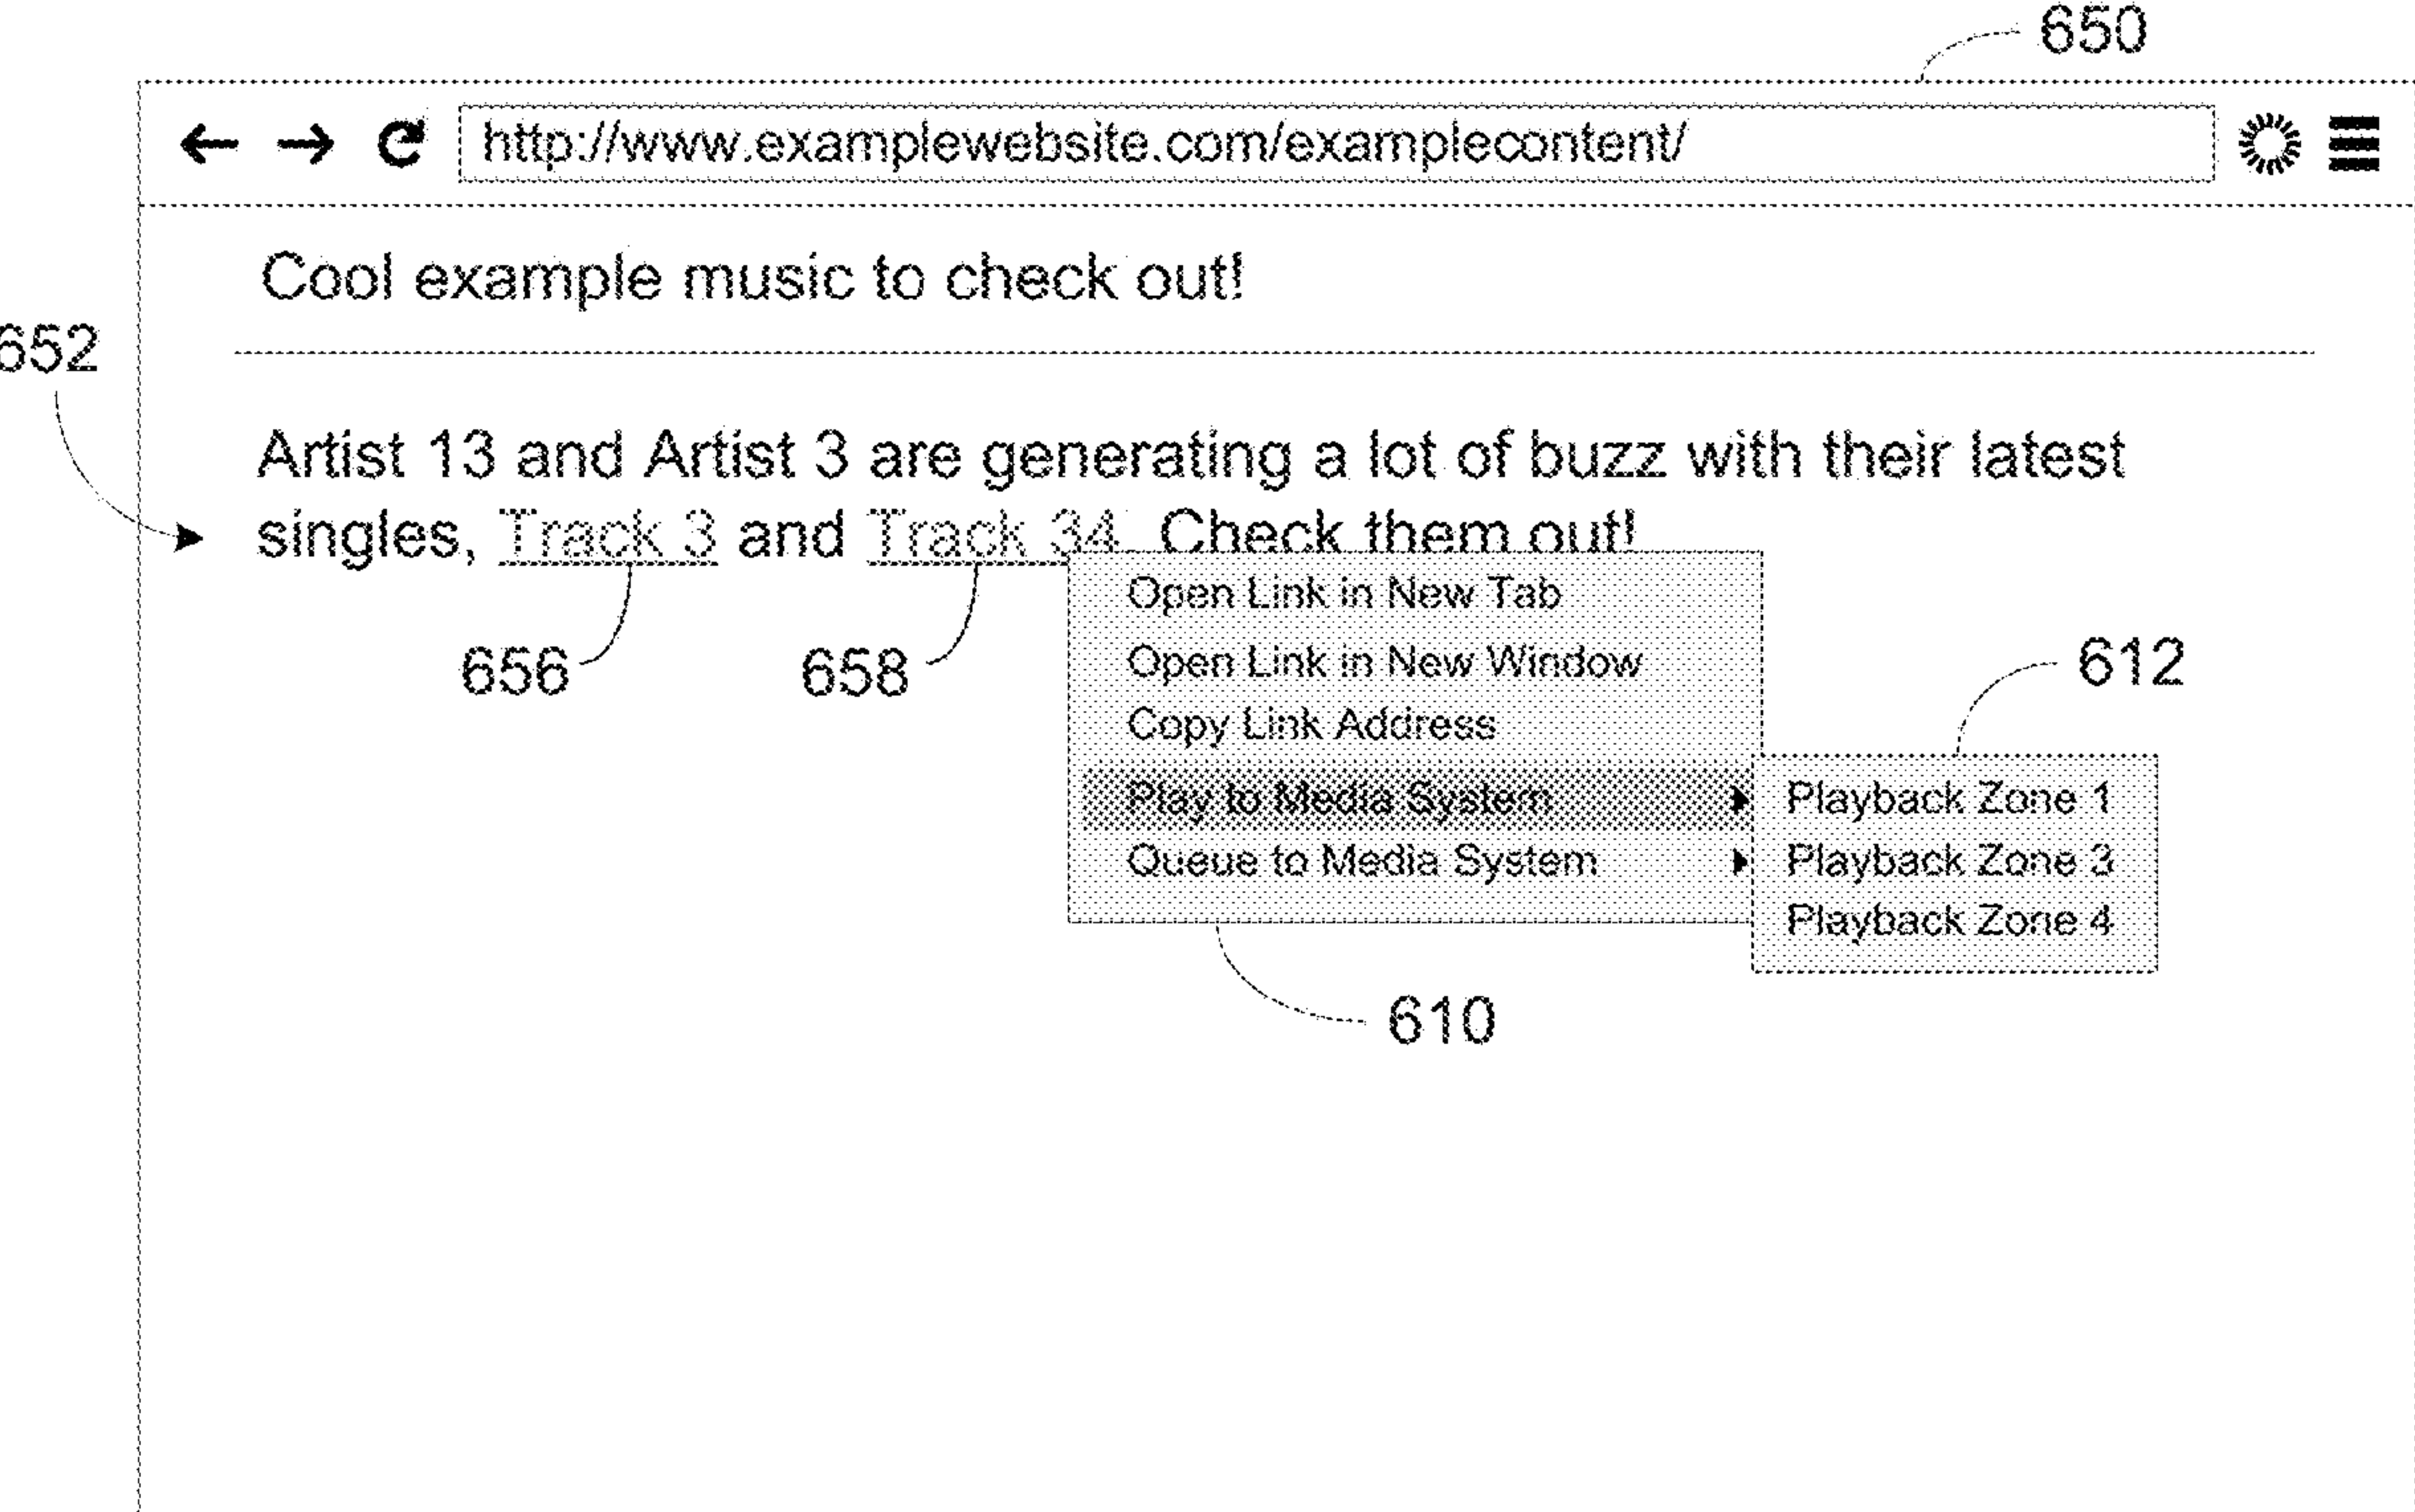 650
http://www.examplewebsite.com/examplecontent/
Cool example music to check out!
652
Artist 13 and Artist 3 are generating a lot of buzz with their latest
singles, Track 3 and Track 34. Check them out!
656
658
Open Link in New Tab
Open Link in New Window
Copy Link Address
Play to Media System
Queue to Media System
612
Playback Zone 1
Playback Zone 3
Playback Zone 4
610